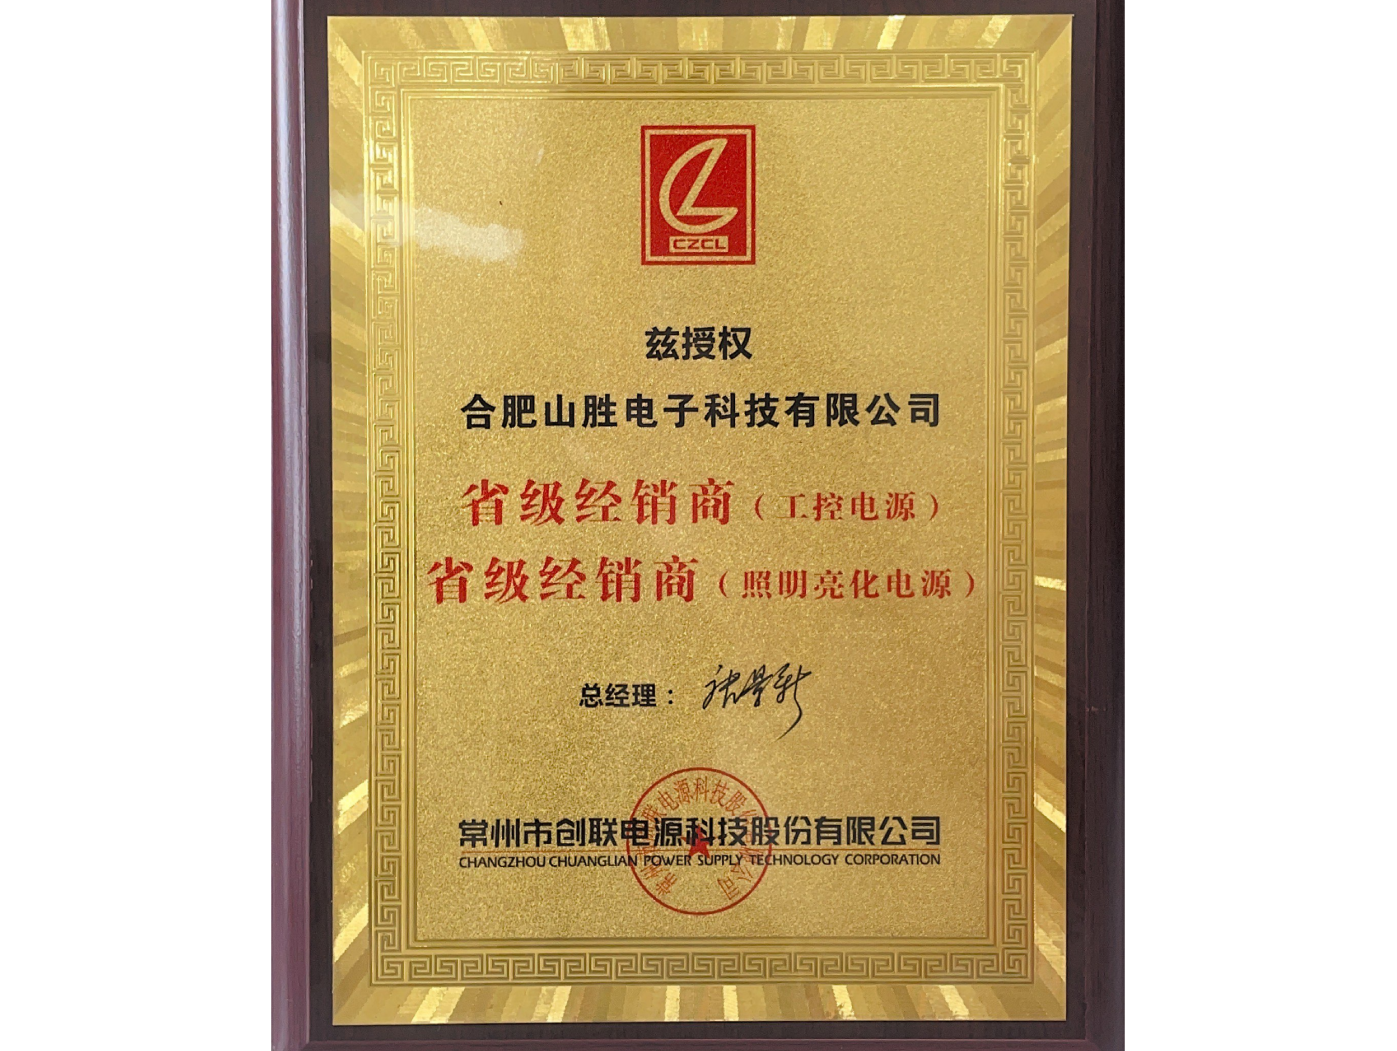 CZCL
兹授权
合肥山胜电子科技有限公司
省级经销商（工控电源）
省级经销商（照明亮化电源）
总经理：
常州市创联电源科技股份有限公司
CHANGZHOU CHUANGLIAN POWER SUPPLY TECHNOLOGY CORPORATION